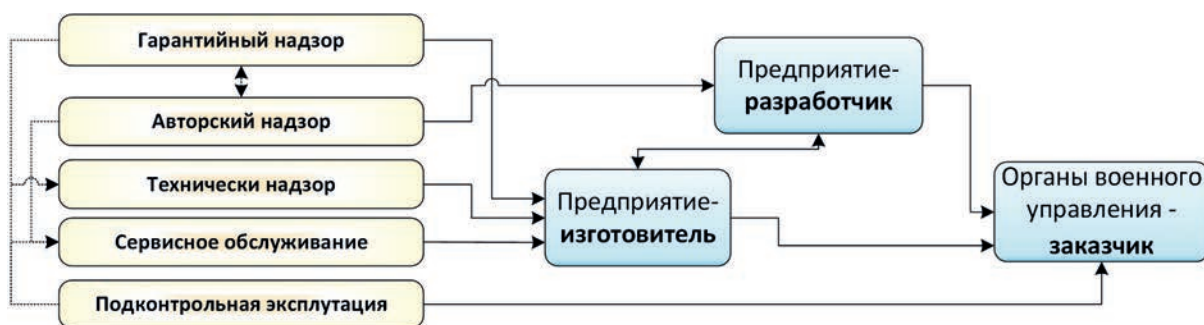 Гарантийный надзор
Авторский надзор
Технически надзор
Сервисное обслуживание
Подконтрольная эксплутация
Предприятие-
разработчик
Предприятие-
изготовитель
Органы военного
управления -
заказчик